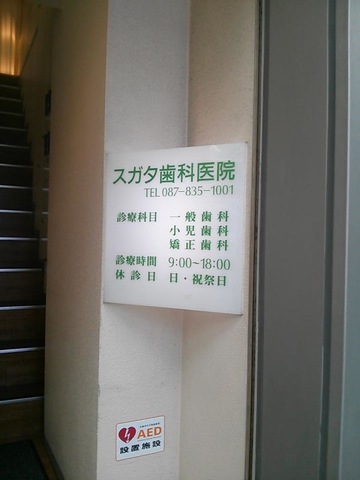 スガタ歯科医院
TEL 087-835-1001
診療科目 一般歯科
小児歯科
矯正歯科
診療時間 9:00~18:00
休診日 日・祝祭日
AED
設置施設